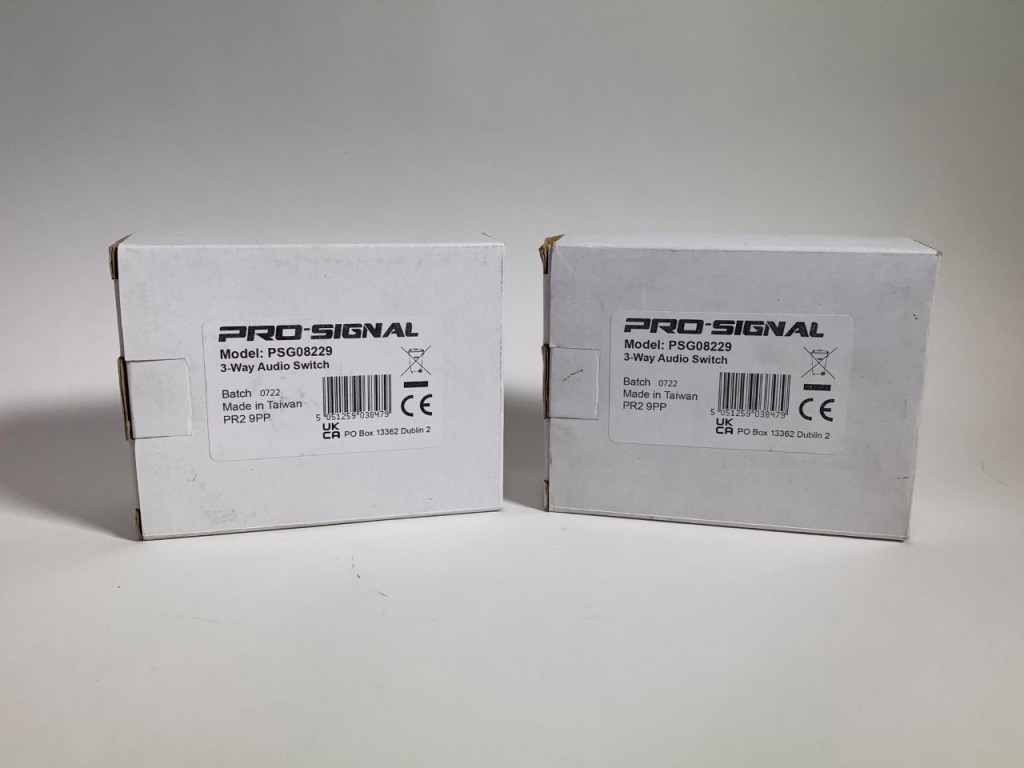 PRO-SIGNAL
Model: PSG08229
3-Way Audio Switch
Batch 0722
Made in Taiwan
PR2 9PP
5 051259 038479
CE
UK
CA PO Box 13362 Dublin 2
PRO-SIGNAL
Model: PSG08229
3-Way Audio Switch
Batch 0722
Made in Taiwan
PR2 9PP
5 051259 038479
CE
UK
CA PO Box 13362 Dublin 2